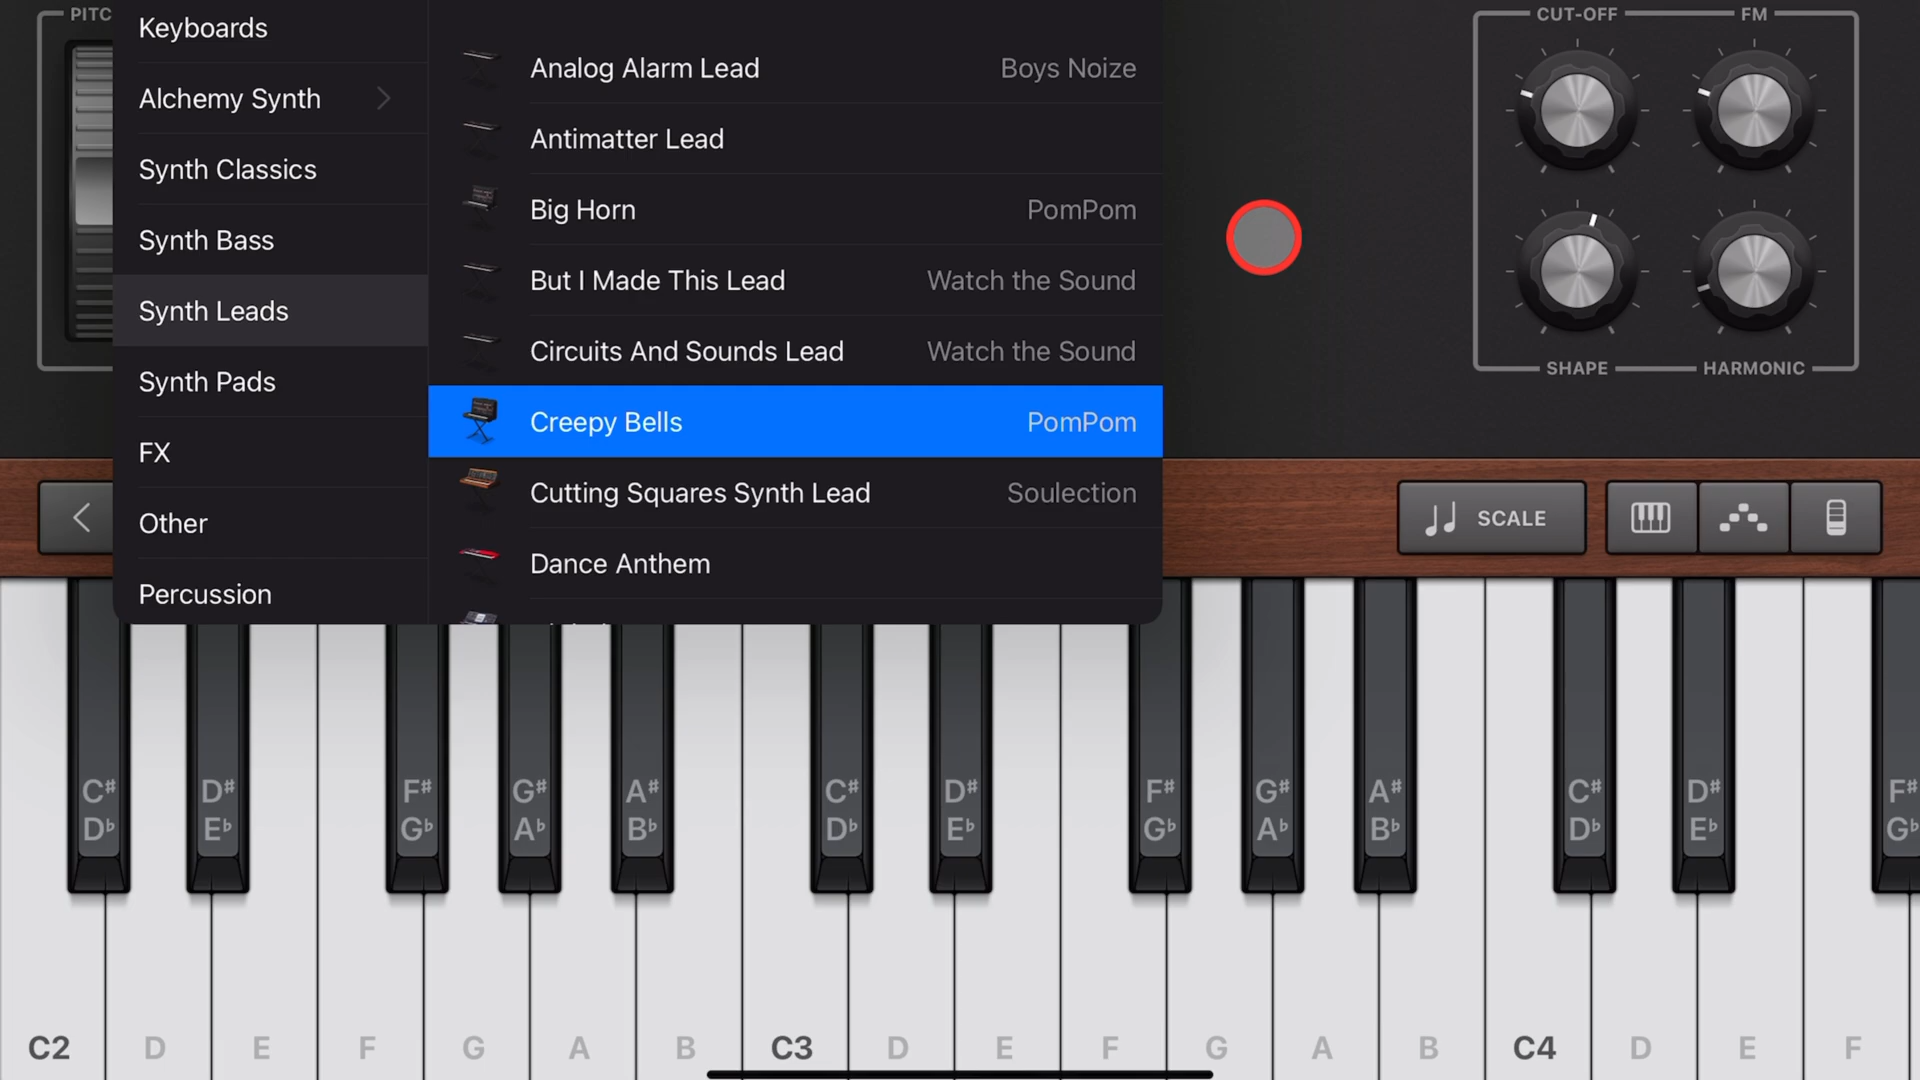 PITC
CUT-OFF
FM
SHAPE
HARMONIC
Keyboards
Alchemy Synth
Synth Classics
Synth Bass
Synth Leads
Synth Pads
FX
Other
Percussion
Analog Alarm Lead Boys Noize
Antimatter Lead
Big Horn PomPom
But I Made This Lead Watch the Sound
Circuits And Sounds Lead Watch the Sound
Creepy Bells PomPom
Cutting Squares Synth Lead Soulection
Dance Anthem
SCALE
C♯ D♯ F♯ G♯ A♯ C♯ D♯ F♯ G♯ A♯ C♯ D♯ F♯
D♭ E♭ G♭ A♭ B♭ D♭ E♭ G♭ A♭ B♭ D♭ E♭ G♭
C2 D E F G A B C3 D E F G A B C4 D E F